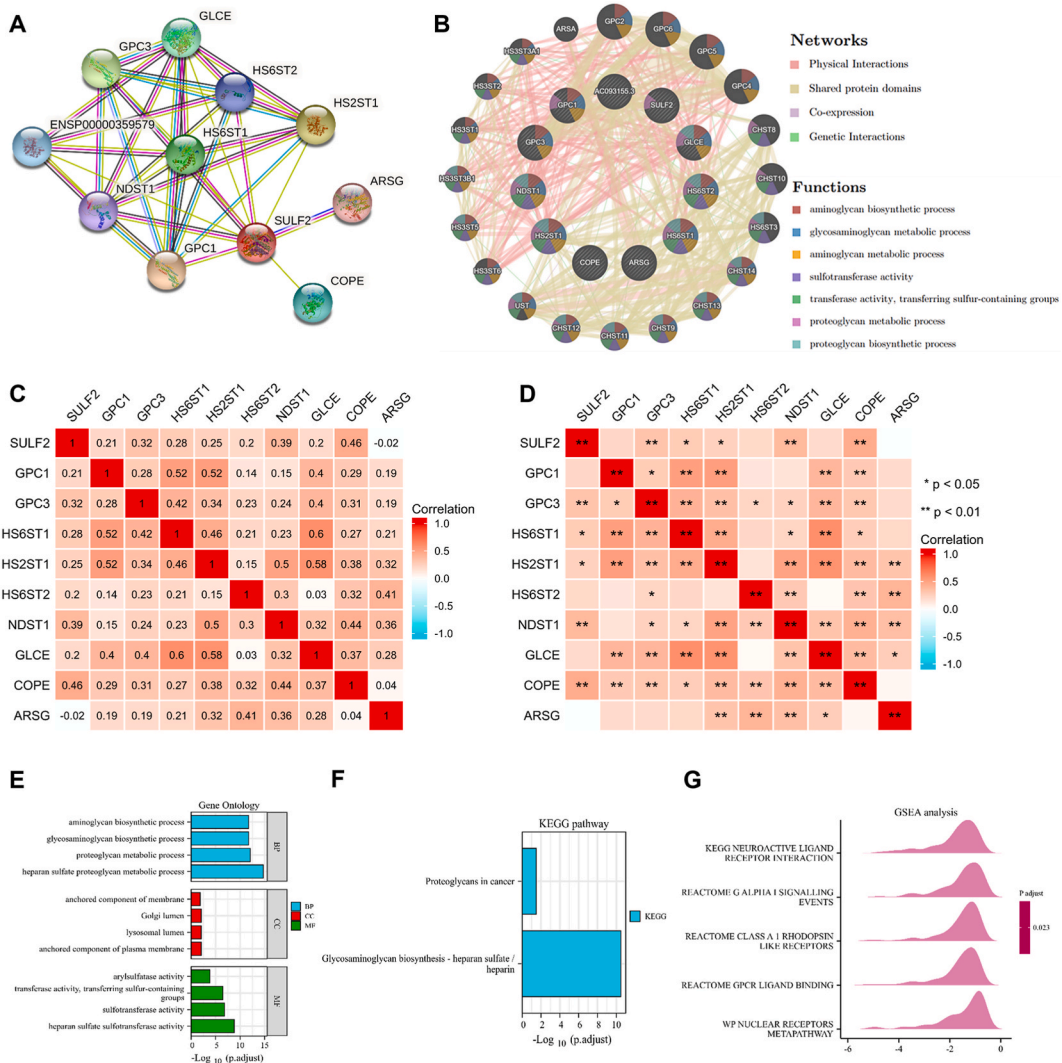 A
GLCE
GPC3
HS6ST2
HS2ST1
ENSP00000359579
HS6ST1
ARSG
NDST1
SULF2
GPC1
COPE
B
GPC2
GPC6
ARSA
HS3ST3A1
GPC5
HS3ST2
AC093155.3
GPC4
GPC1
SULF2
HS3ST1
CHST8
GPC3
GLCE
HS3ST3B1
CHST10
NDST1
HS6ST2
HS3ST5
HS6ST3
HS2ST1
HS6ST1
HS3ST6
COPE
ARSG
CHST14
UST
CHST13
CHST12
CHST11
CHST9
Networks
Physical Interactions
Shared protein domains
Co-expression
Genetic Interactions
Functions
aminoglycan biosynthetic process
glycosaminoglycan metabolic process
aminoglycan metabolic process
sulfotransferase activity
transferase activity, transferring sulfur-containing groups
proteoglycan metabolic process
proteoglycan biosynthetic process
C
SULF2 GPC1 GPC3 HS6ST1 HS2ST1 HS6ST2 NDST1 GLCE COPE ARSG
SULF2 1 0.21 0.32 0.28 0.25 0.2 0.39 0.2 0.46 -0.02
GPC1 0.21 1 0.28 0.52 0.52 0.14 0.15 0.4 0.29 0.19
GPC3 0.32 0.28 1 0.42 0.34 0.23 0.24 0.4 0.31 0.19
HS6ST1 0.28 0.52 0.42 1 0.46 0.21 0.23 0.6 0.27 0.21
HS2ST1 0.25 0.52 0.34 0.46 1 0.15 0.5 0.58 0.38 0.32
HS6ST2 0.2 0.14 0.23 0.21 0.15 1 0.3 0.03 0.32 0.41
NDST1 0.39 0.15 0.24 0.23 0.5 0.3 1 0.32 0.44 0.36
GLCE 0.2 0.4 0.4 0.6 0.58 0.03 0.32 1 0.37 0.28
COPE 0.46 0.29 0.31 0.27 0.38 0.32 0.44 0.37 1 0.04
ARSG -0.02 0.19 0.19 0.21 0.32 0.41 0.36 0.28 0.04 1
Correlation
1.0
0.5
0.0
-0.5
-1.0
D
SULF2 GPC1 GPC3 HS6ST1 HS2ST1 HS6ST2 NDST1 GLCE COPE ARSG
SULF2 ** ** * * ** **
GPC1 ** * ** ** ** **
GPC3 ** * ** ** ** * * ** **
HS6ST1 * ** ** ** ** * ** *
HS2ST1 * ** ** ** ** ** ** ** **
HS6ST2 * ** ** ** **
NDST1 ** * * ** ** ** ** ** **
GLCE ** ** ** ** ** ** ** *
COPE ** ** ** * ** ** ** ** **
ARSG ** ** ** * **
* p < 0.05
** p < 0.01
Correlation
1.0
0.5
0.0
-0.5
-1.0
E
Gene Ontology
aminoglycan biosynthetic process
glycosaminoglycan biosynthetic process
proteoglycan metabolic process
heparan sulfate proteoglycan metabolic process
BP
anchored component of membrane
Golgi lumen
lysosomal lumen
anchored component of plasma membrane
CC
arylsulfatase activity
transferase activity, transferring sulfur-containing
groups
sulfotransferase activity
heparan sulfate sulfotransferase activity
MF
BP
CC
MF
0 5 10 15
-Log 10 (p.adjust)
F
KEGG pathway
Proteoglycans in cancer
Glycosaminoglycan biosynthesis - heparan sulfate /
heparin
KEGG
0 2 4 6 8 10
-Log 10 (p.adjust)
G
GSEA analysis
KEGG NEUROACTIVE LIGAND
RECEPTOR INTERACTION
REACTOME G ALPHA I SIGNALLING
EVENTS
REACTOME CLASS A 1 RHODOPSIN
LIKE RECEPTORS
REACTOME GPCR LIGAND BINDING
WP NUCLEAR RECEPTORS
METAPATHWAY
P adjust
0.023
-6 -4 -2 0